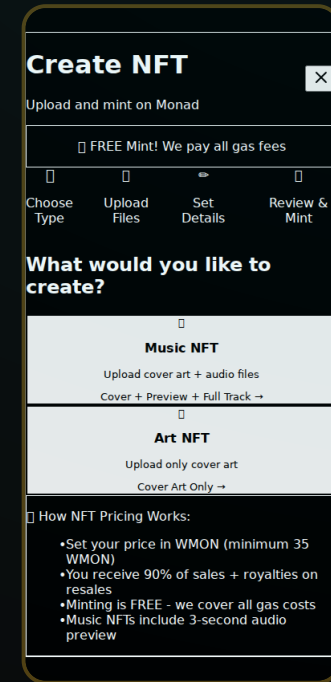 Create NFT
Upload and mint on Monad
FREE Mint! We pay all gas fees
Choose Type
Upload Files
Set Details
Review & Mint
What would you like to
create?
Music NFT
Upload cover art + audio files
Cover + Preview + Full Track →
Art NFT
Upload only cover art
Cover Art Only →
How NFT Pricing Works:
•Set your price in WMON (minimum 35
WMON)
•You receive 90% of sales + royalties on
resales
•Minting is FREE - we cover all gas costs
•Music NFTs include 3-second audio
preview